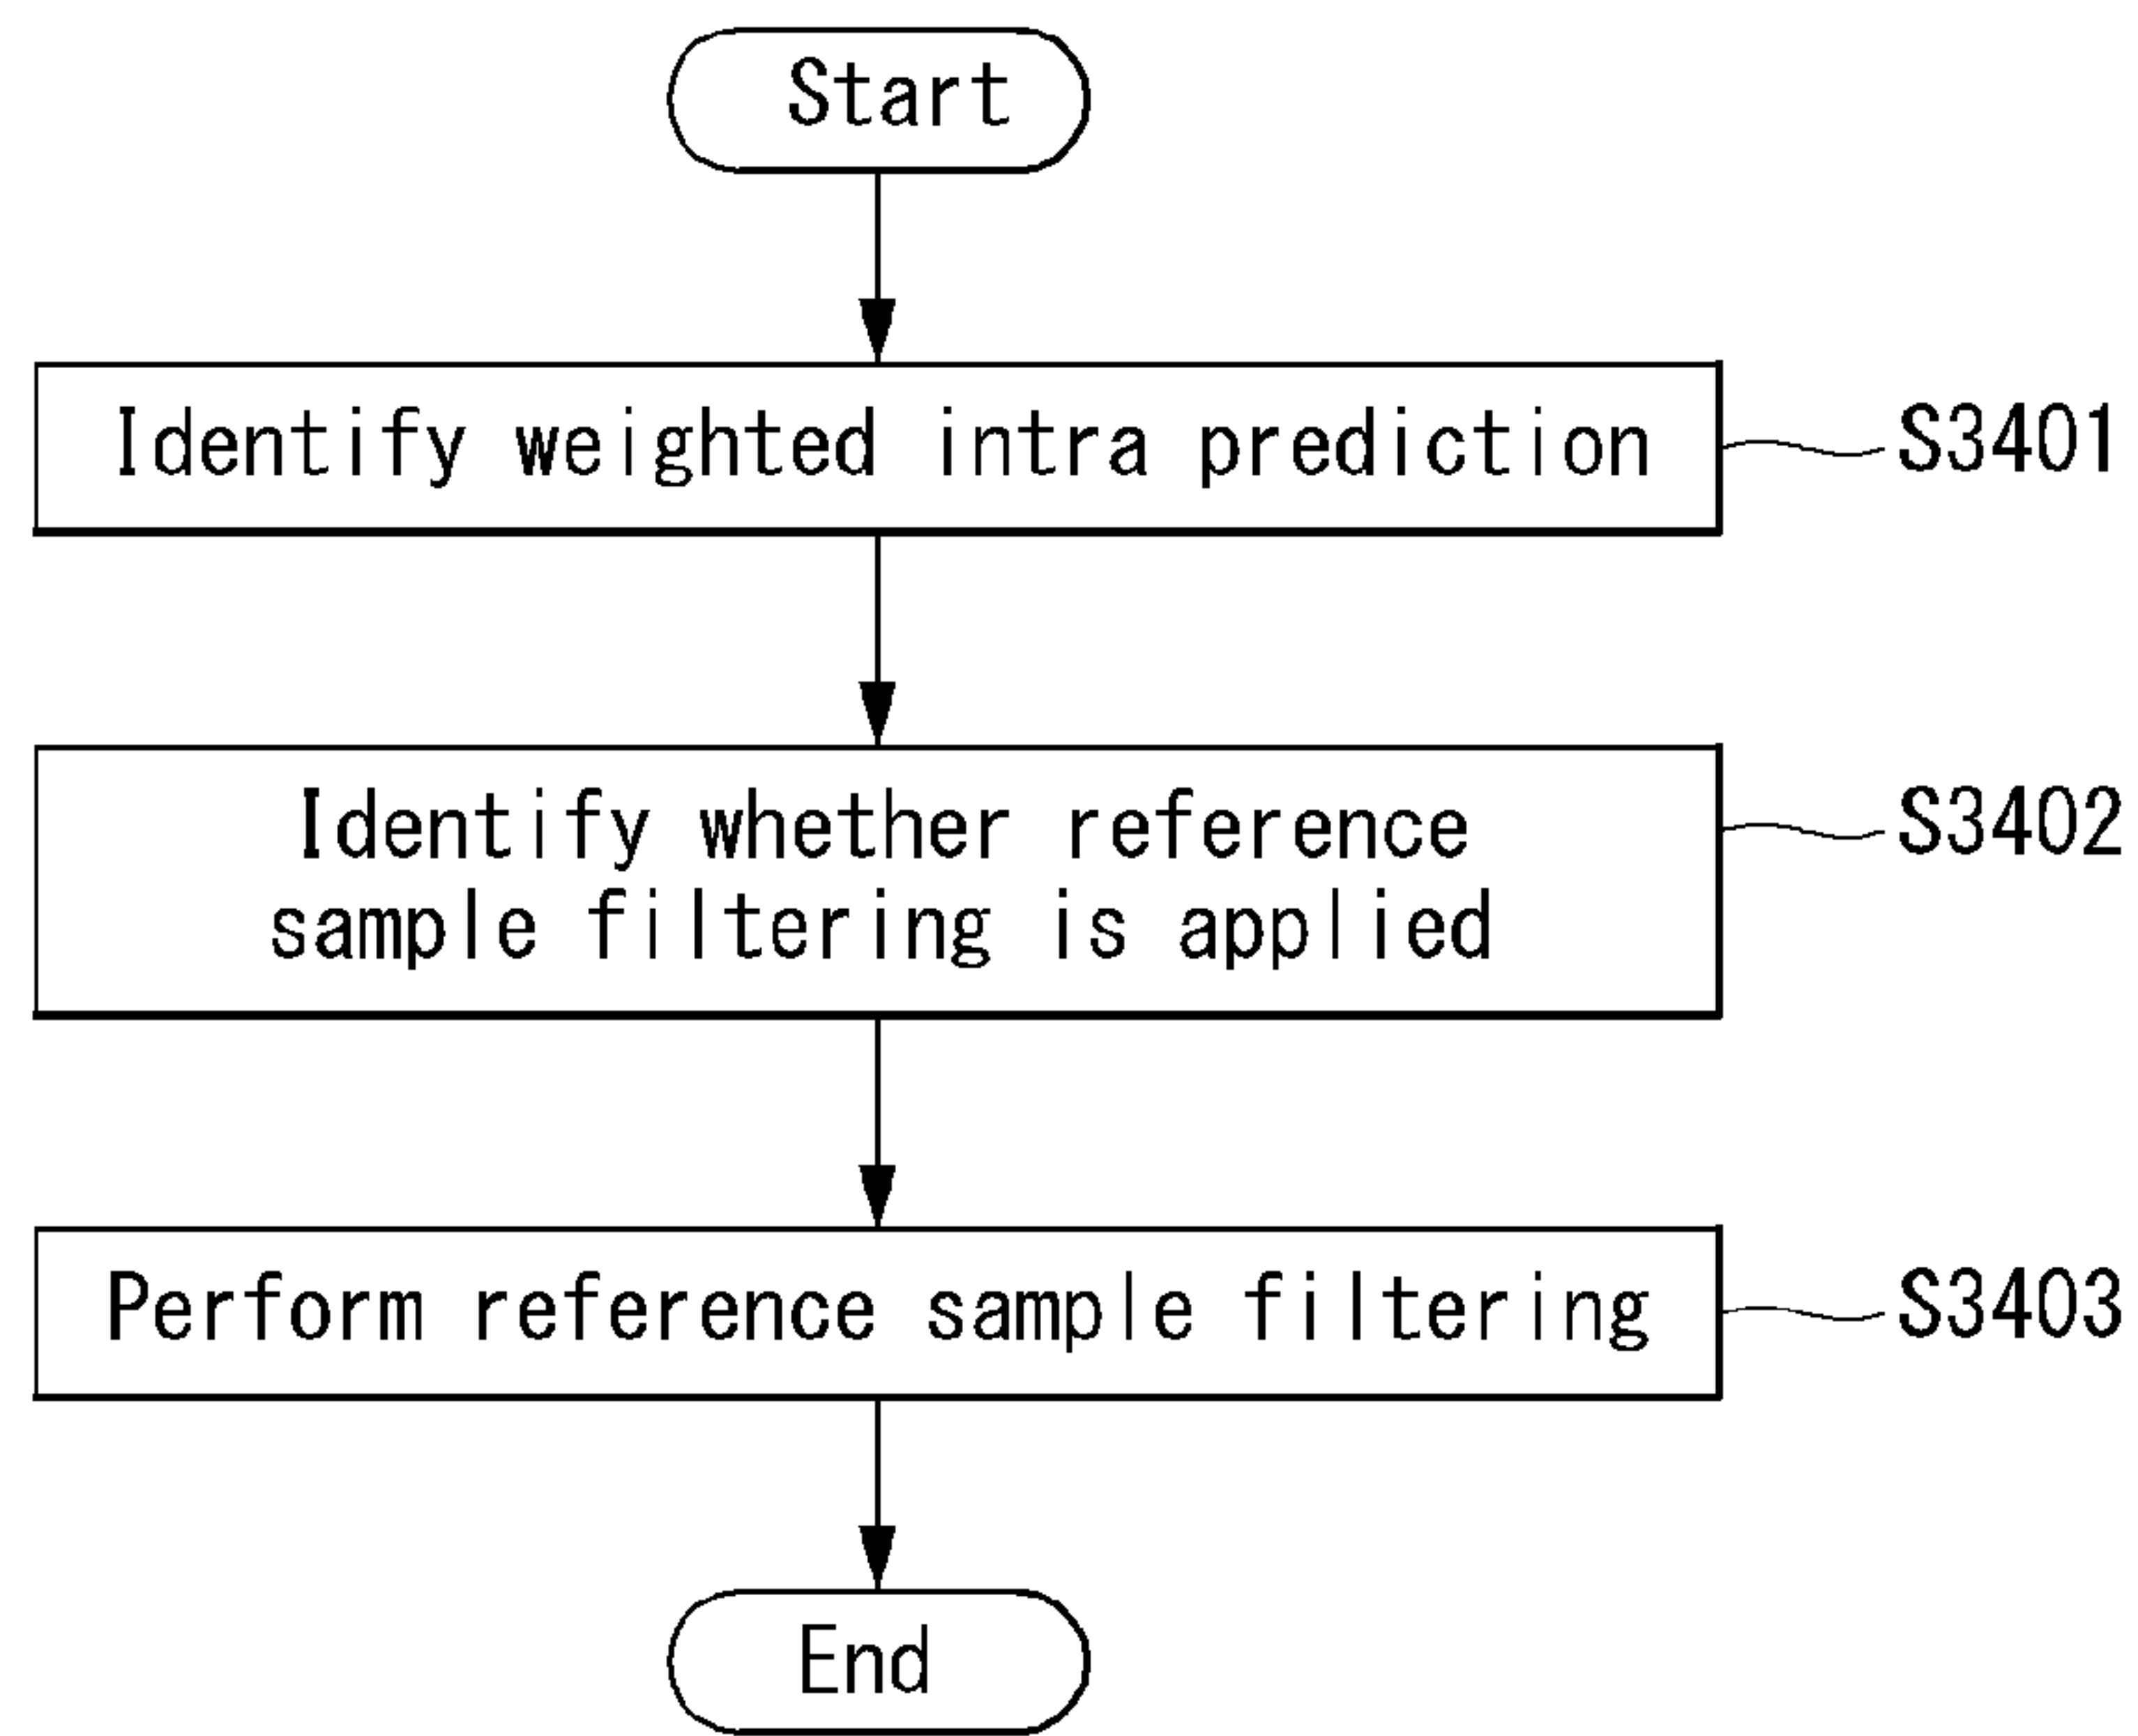 Start
Identify weighted intra prediction
S3401
Identify whether reference
sample filtering is applied
S3402
Perform reference sample filtering
S3403
End